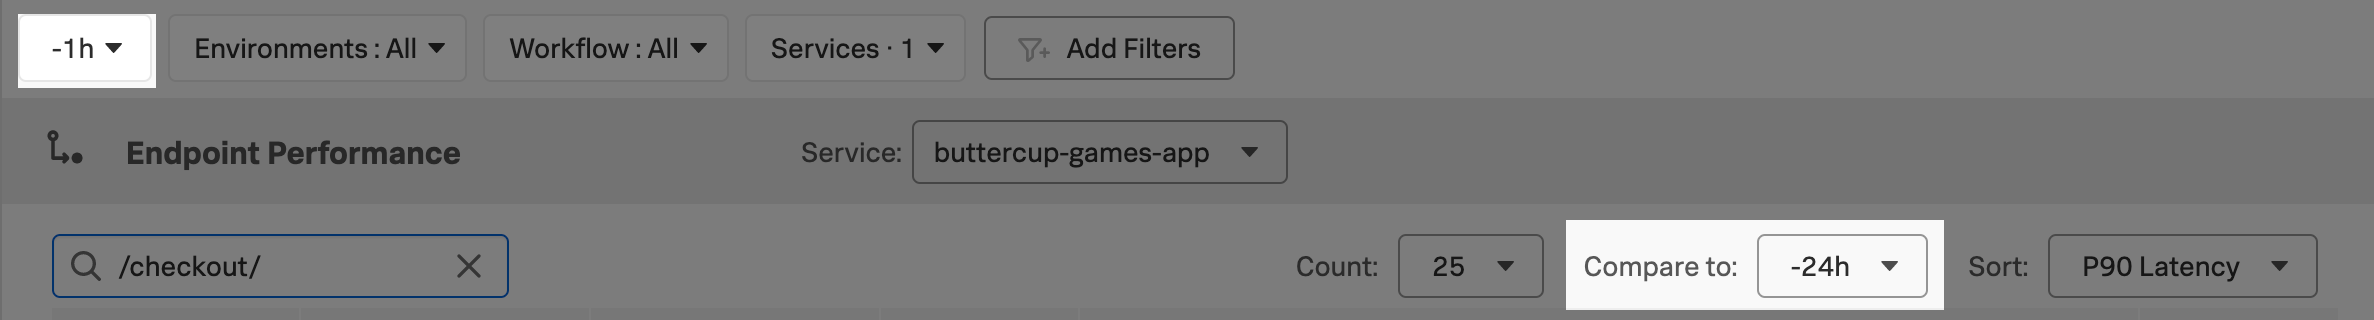 -1h Environments : All Workflow : All Services · 1 Add Filters
Endpoint Performance Service: buttercup-games-app
/checkout/ Count: 25 Compare to: -24h Sort: P90 Latency